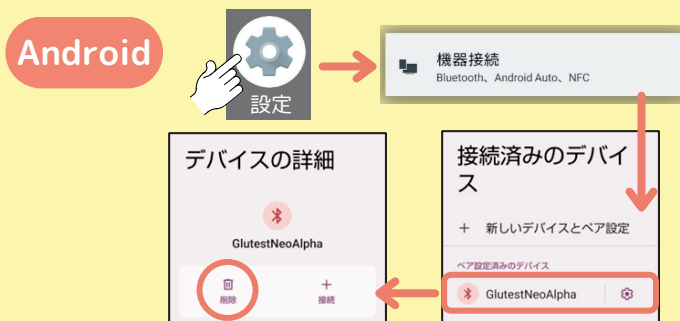 Android
設定
機器接続
Bluetooth、Android Auto、NFC
接続済みのデバイ
ス
+ 新しいデバイスとペア設定
ペア設定済みのデバイス
GlutestNeoAlpha
デバイスの詳細
GlutestNeoAlpha
削除
+
接続